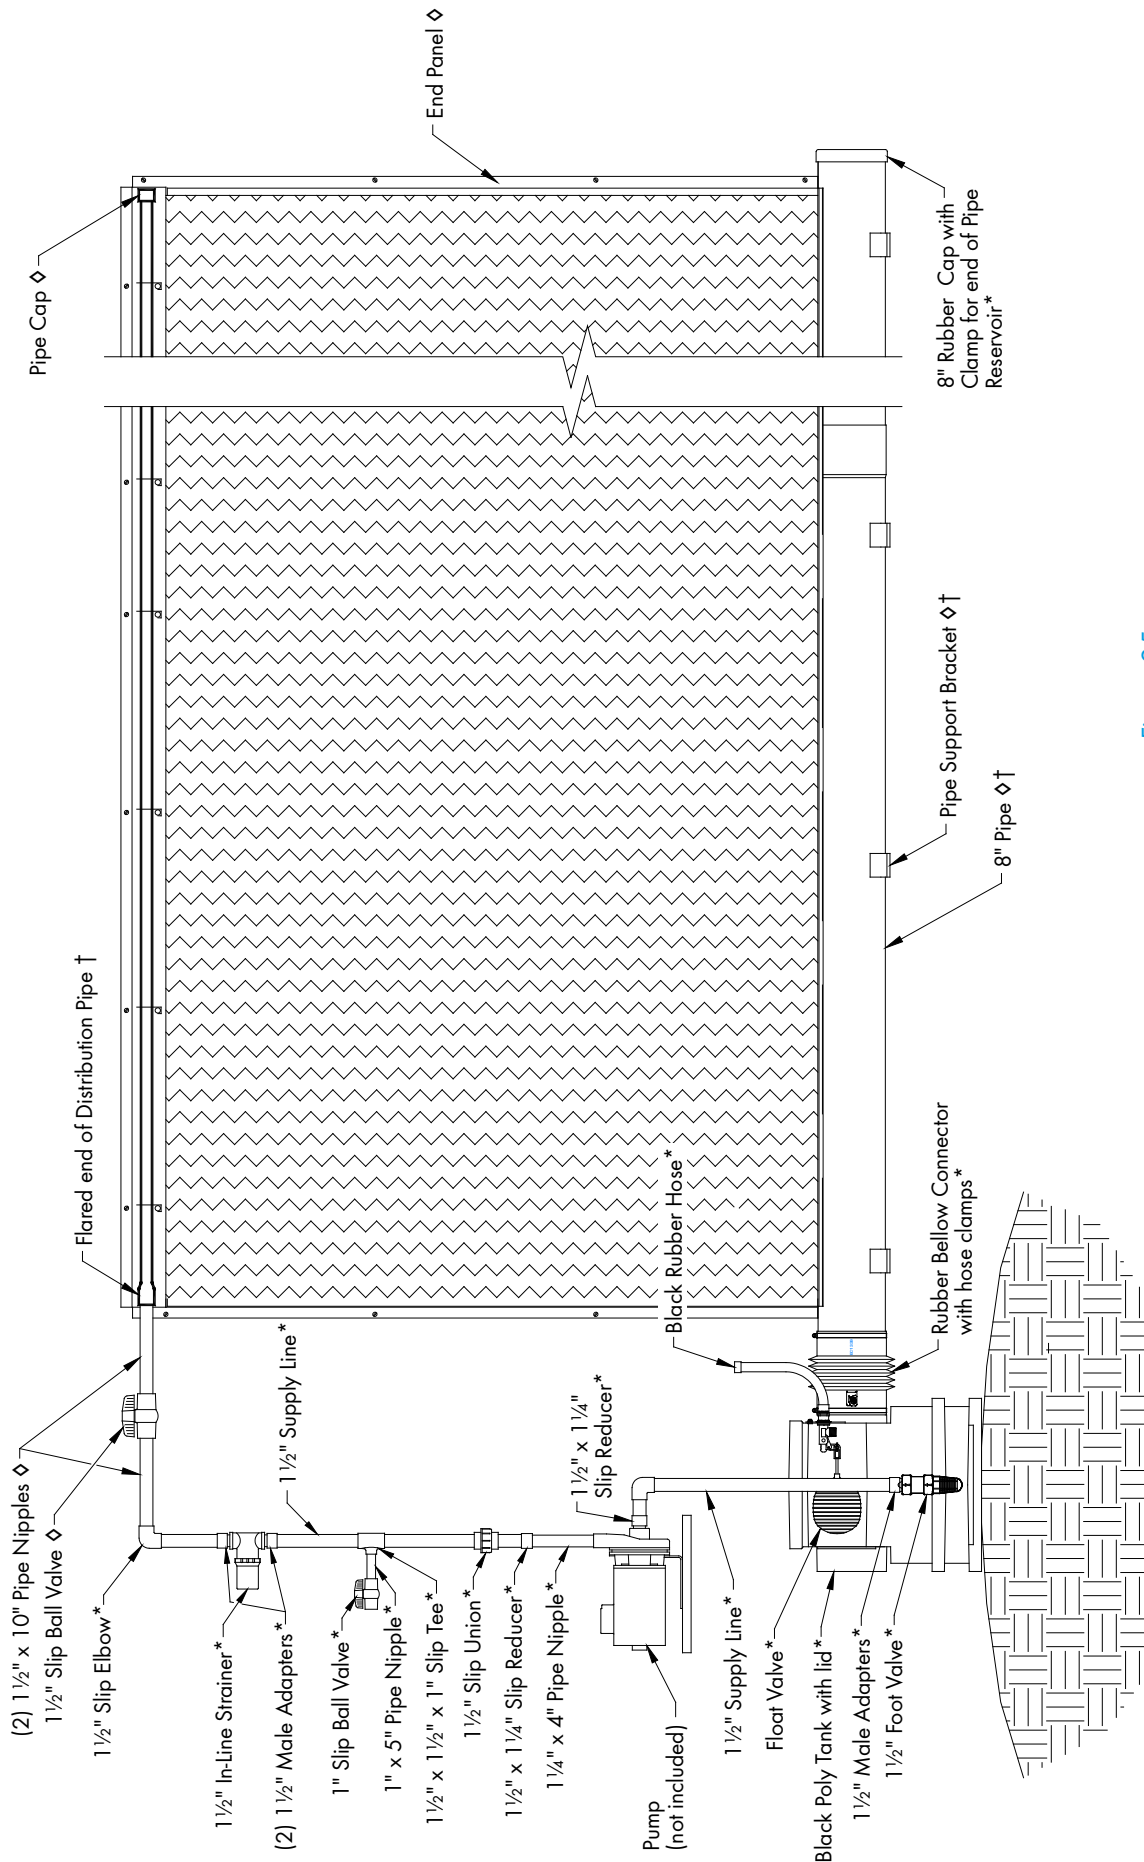 (2) 1½" x 10" Pipe Nipples ◊
1½" Slip Ball Valve ◊
1½" Slip Elbow*
1½" In-Line Strainer*
(2) 1½" Male Adapters*
1" Slip Ball Valve*
1" x 5" Pipe Nipple*
1½" x 1½" x 1" Slip Tee*
1½" Slip Union*
1½" x 1¼" Slip Reducer*
1¼" x 4" Pipe Nipple*
Pump
(not included)
1½" Supply Line*
Float Valve*
Black Poly Tank with lid*
1½" Male Adapters*
1½" Foot Valve*
1½" Supply Line*
1½" x 1¼"
Slip Reducer*
Black Rubber Hose*
Rubber Bellow Connector
with hose clamps*
Flared end of Distribution Pipe †
Pipe Cap ◊
End Panel ◊
8" Rubber Cap with
Clamp for end of Pipe
Reservoir*
Pipe Support Bracket ◊†
8" Pipe ◊†